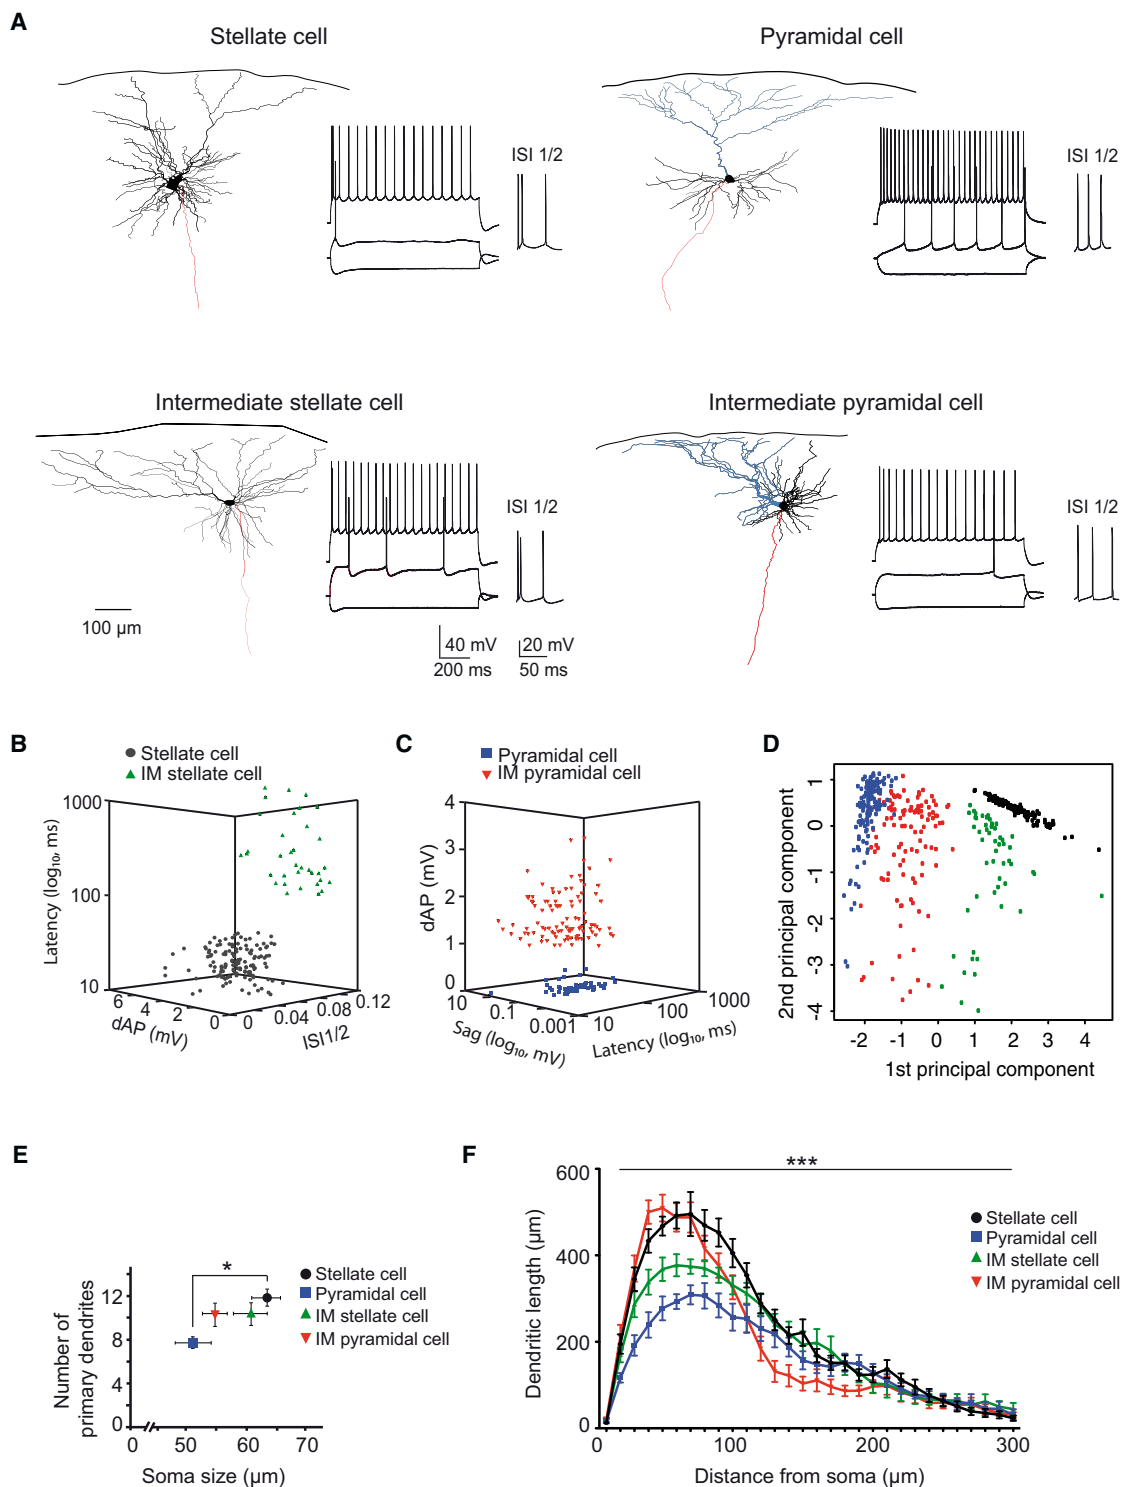 A
Stellate cell
Pyramidal cell
ISI 1/2
ISI 1/2
Intermediate stellate cell
Intermediate pyramidal cell
ISI 1/2
ISI 1/2
100 µm
40 mV
200 ms
20 mV
50 ms
B
Stellate cell
IM stellate cell
Latency (log₁₀, ms)
1000
100
10
6
4
2
0
dAP (mV)
0
0.04
0.08
0.12
ISI1/2
C
Pyramidal cell
IM pyramidal cell
dAP (mV)
4
3
2
1
0
10
0.1
0.001
Sag (log₁₀, mV)
10
100
1000
Latency (log₁₀, ms)
D
2nd principal component
1
0
-1
-2
-3
-4
-2 -1 0 1 2 3 4
1st principal component
E
Number of
primary dendrites
12
8
4
0
0 50 60 70
Soma size (µm)
*
Stellate cell
Pyramidal cell
IM stellate cell
IM pyramidal cell
F
Dendritic length (µm)
600
400
200
0
0 100 200 300
Distance from soma (µm)
***
Stellate cell
Pyramidal cell
IM stellate cell
IM pyramidal cell